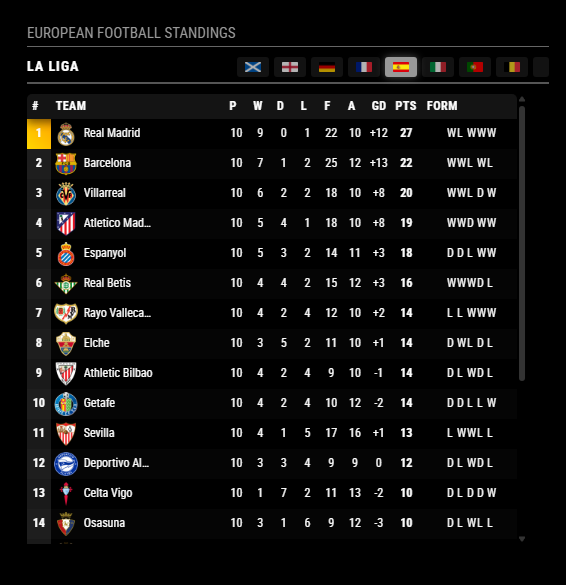 EUROPEAN FOOTBALL STANDINGS
LA LIGA
# TEAM P W D L F A GD PTS FORM
1 Real Madrid 10 9 0 1 22 10 +12 27 WL WWW
2 Barcelona 10 7 1 2 25 12 +13 22 WWL WL
3 Villarreal 10 6 2 2 18 10 +8 20 WWL D W
4 Atletico Mad... 10 5 4 1 18 10 +8 19 WWD WW
5 Espanyol 10 5 3 2 14 11 +3 18 D D L WW
6 Real Betis 10 4 4 2 15 12 +3 16 WWWD L
7 Rayo Valleca... 10 4 2 4 12 10 +2 14 L L WWW
8 Elche 10 3 5 2 11 10 +1 14 D WL D L
9 Athletic Bilbao 10 4 2 4 9 10 -1 14 D L WD L
10 Getafe 10 4 2 4 10 12 -2 14 D D L L W
11 Sevilla 10 4 1 5 17 16 +1 13 L WWL L
12 Deportivo Al... 10 3 3 4 9 9 0 12 D L WD L
13 Celta Vigo 10 1 7 2 11 13 -2 10 D L D D W
14 Osasuna 10 3 1 6 9 12 -3 10 D L WL L